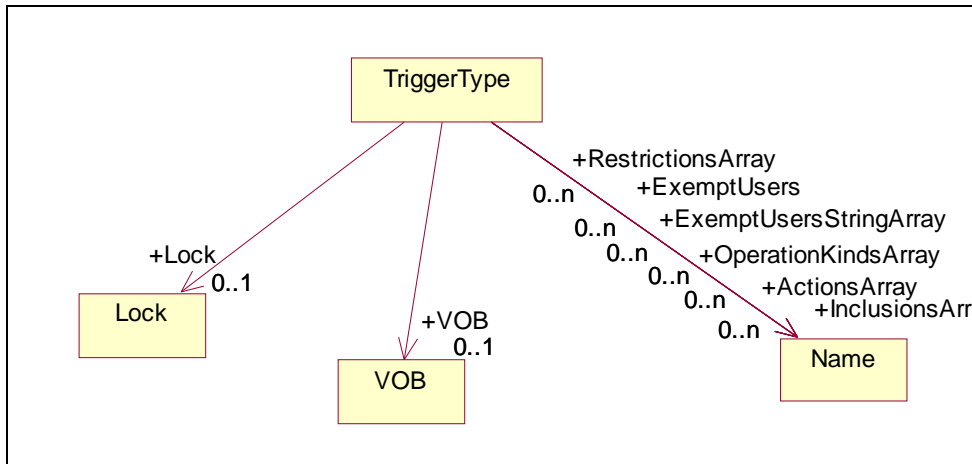 TriggerType
+RestrictionsArray
0..n
+ExemptUsers
+ExemptUsersStringArray
0..n
0..n
+OperationKindsArray
+Lock
0..n
0..1
+ActionsArray
0..n
Lock
+InclusionsArr
+VOB
0..n
0..1
Name
VOB